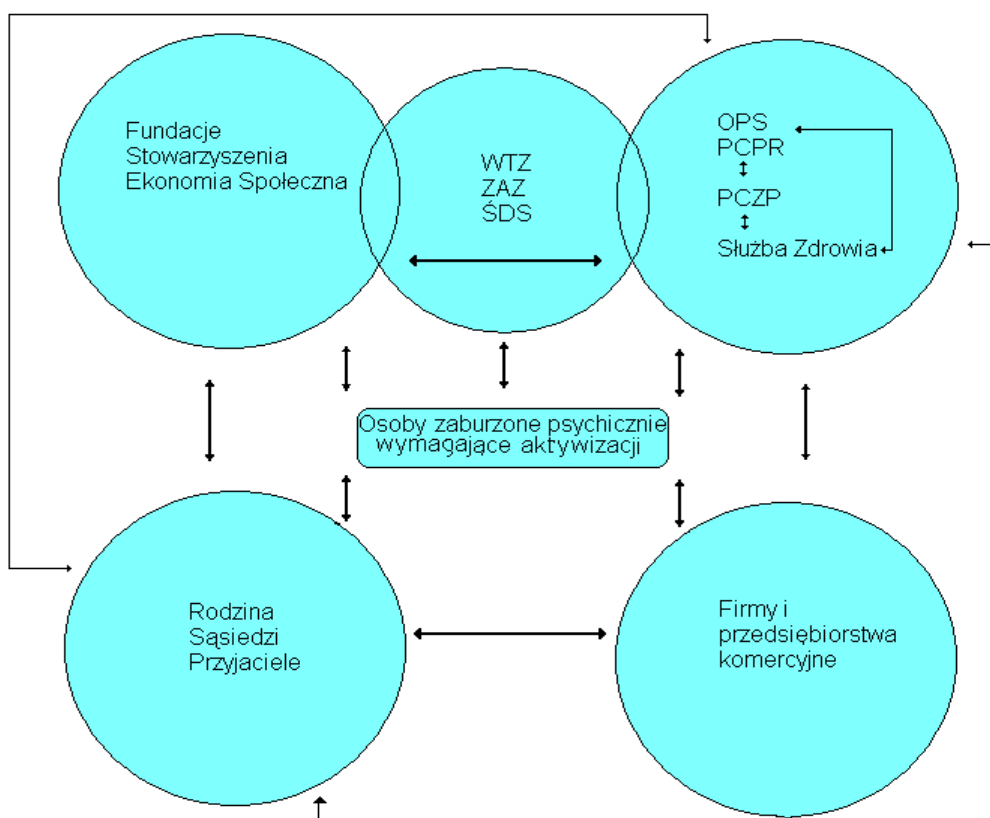 Fundacje
Stowarzyszenia
Ekonomia Społeczna
WTZ
ZAZ
ŚDS
OPS
PCPR
PCZP
Służba Zdrowia
Osoby zaburzone psychicznie
wymagające aktywizacji
Rodzina
Sąsiedzi
Przyjaciele
Firmy i
przedsiębiorstwa
komercyjne